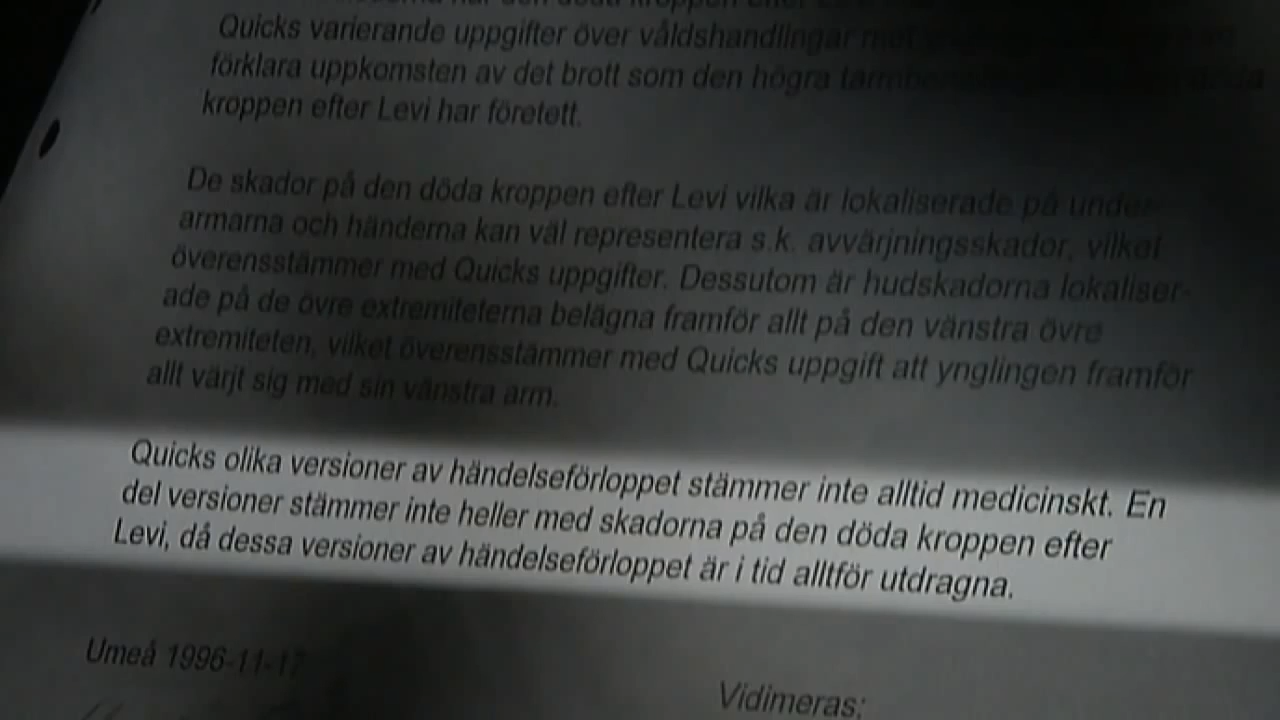 Quicks varierande uppgifter över våldshandlingar mot
förklara uppkomsten av det brott som den högra
kroppen efter Levi har företett.
De skador på den döda kroppen efter Levi vilka är lokaliserade på under-
armarna och händerna kan väl representera s.k. avvärjningsskador, vilket
överensstämmer med Quicks uppgifter. Dessutom är hudskadorna lokaliser-
ade på de övre extremiteterna belägna framför allt på den vänstra övre
extremiteten, vilket överensstämmer med Quicks uppgift att ynglingen framför
allt värjt sig med sin vänstra arm.
Quicks olika versioner av händelseförloppet stämmer inte alltid medicinskt. En
del versioner stämmer inte heller med skadorna på den döda kroppen efter
Levi, då dessa versioner av händelseförloppet är i tid alltför utdragna.
Umeå 1996-11-17
Vidimeras: